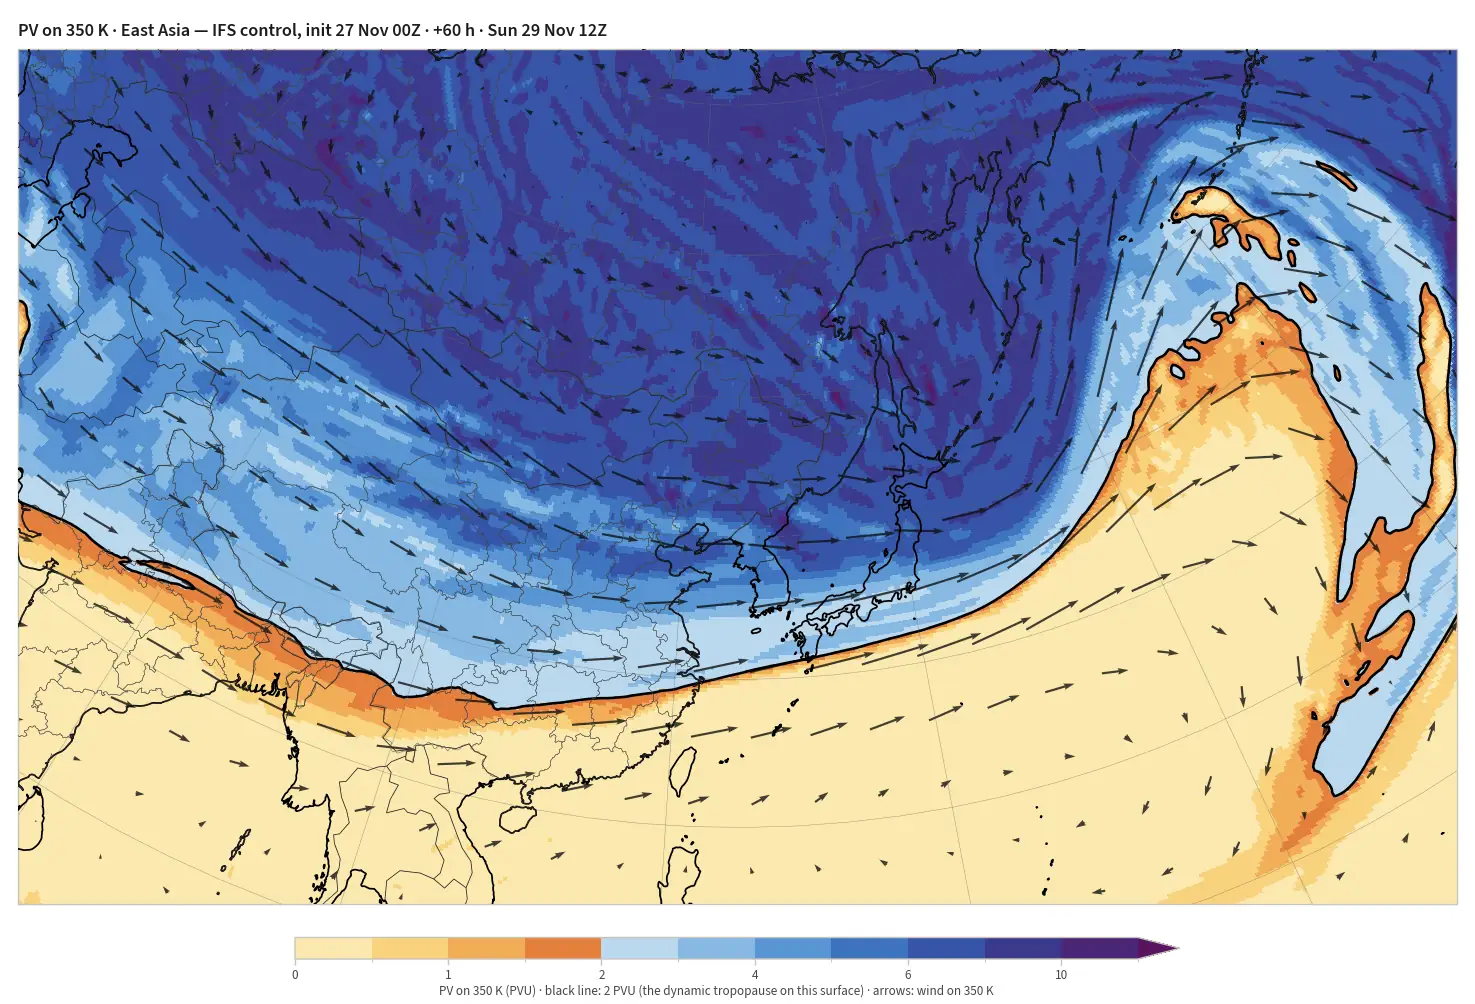 PV on 350 K · East Asia — IFS control, init 27 Nov 00Z · +60 h · Sun 29 Nov 12Z
0 1 2 4 6 10
PV on 350 K (PVU) · black line: 2 PVU (the dynamic tropopause on this surface) · arrows: wind on 350 K